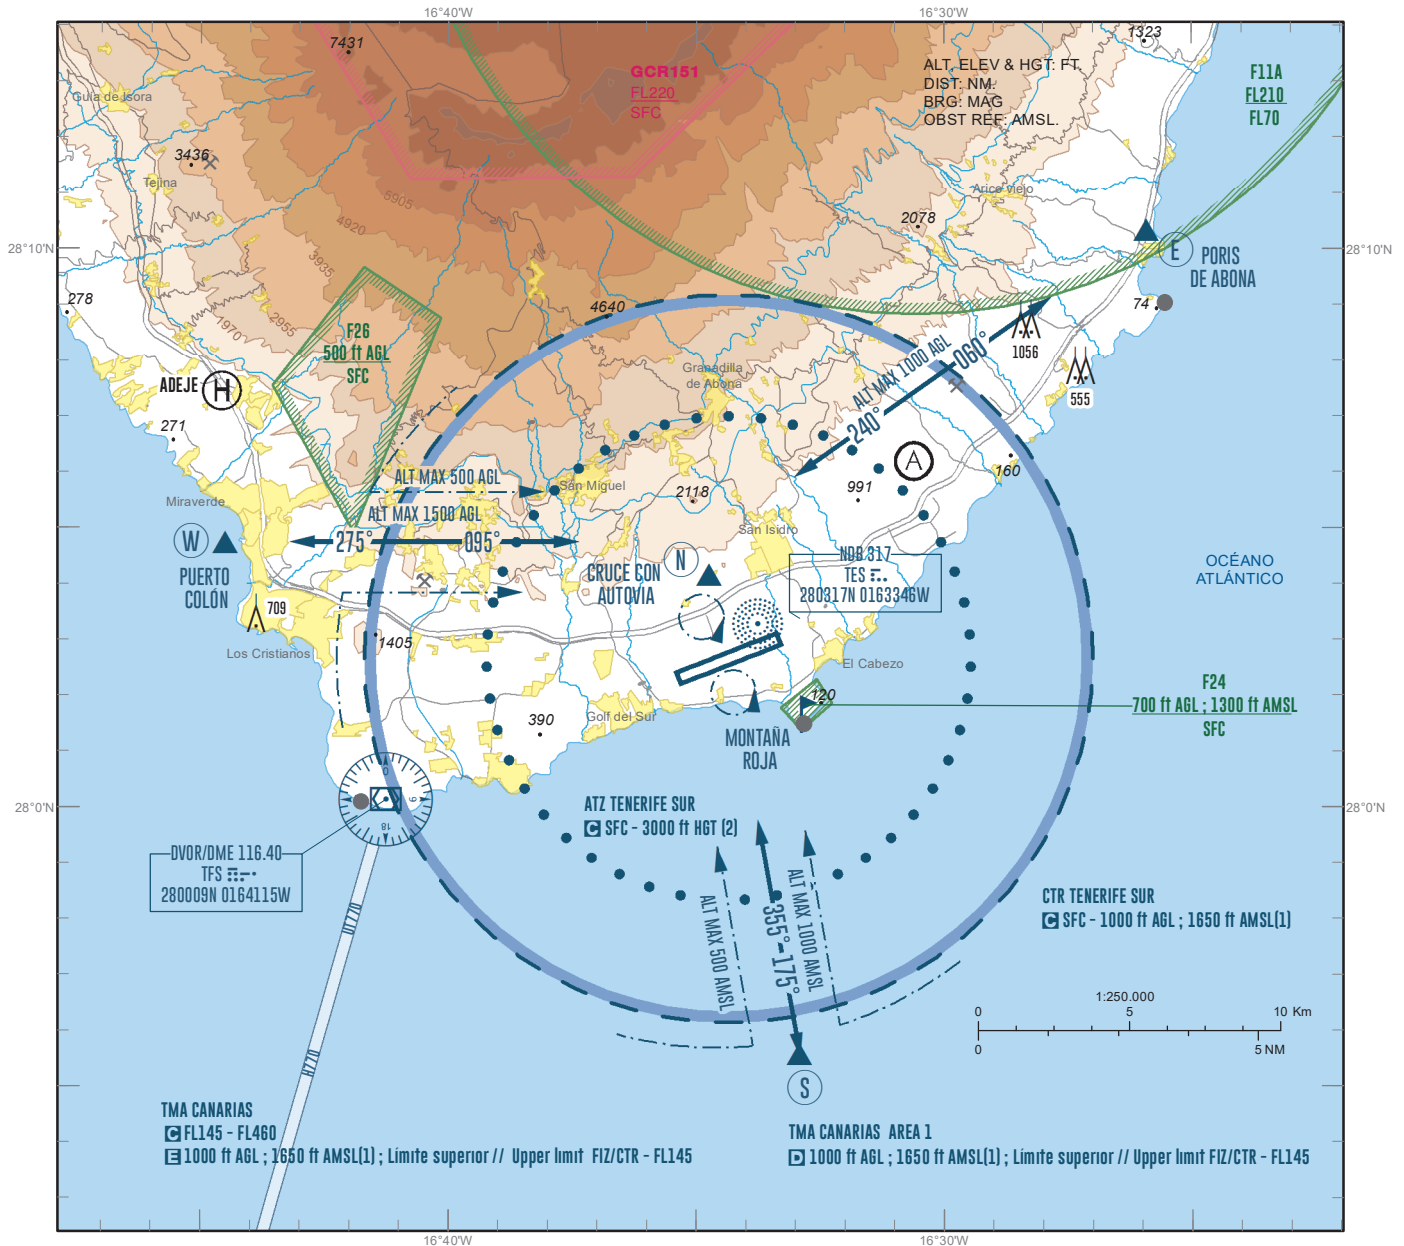 16°40'W
16°30'W
7431
1323
GCR151
FL220
SFC
ALT. ELEV & HGT: FT.
DIST: NM.
BRG: MAG
OBST REF: AMSL.
F11A
FL210
FL70
Guía de Isora
3436
Tejina
6905
4920
3935
2955
1970
Arico viejo
2078
28°10'N
28°10'N
E
PORIS
DE ABONA
278
74
4640
F26
500 ft AGL
SFC
1056
555
ADEJE
H
271
Granadilla
de Abona
ALT MAX 1000 AGL
060°
240°
A
160
991
Miraverde
ALT MAX 500 AGL
San Miguel
2118
ALT MAX 1500 AGL
San Isidro
W
275°
095°
PUERTO
COLÓN
N
CRUCE CON
AUTOVIA
NDB 317
TES
280317N 0163346W
OCÉANO
ATLÁNTICO
709
1405
Los Cristianos
El Cabezo
F24
700 ft AGL ; 1300 ft AMSL
SFC
120
390
Golf del Sur
MONTAÑA
ROJA
0
9
18
28°0'N
28°0'N
ATZ TENERIFE SUR
C SFC - 3000 ft HGT (2)
DVOR/DME 116.40
TFS
280009N 0164115W
ALT MAX 500 AMSL
355°-175°
ALT MAX 1000 AMSL
CTR TENERIFE SUR
C SFC - 1000 ft AGL ; 1650 ft AMSL(1)
UN770
H770
1:250.000
0
5
10 Km
0
5 NM
S
TMA CANARIAS
C FL145 - FL460
E 1000 ft AGL ; 1650 ft AMSL(1) ; Límite superior // Upper limit FIZ/CTR - FL145
TMA CANARIAS AREA 1
D 1000 ft AGL ; 1650 ft AMSL(1) ; Límite superior // Upper limit FIZ/CTR - FL145
16°40'W
16°30'W